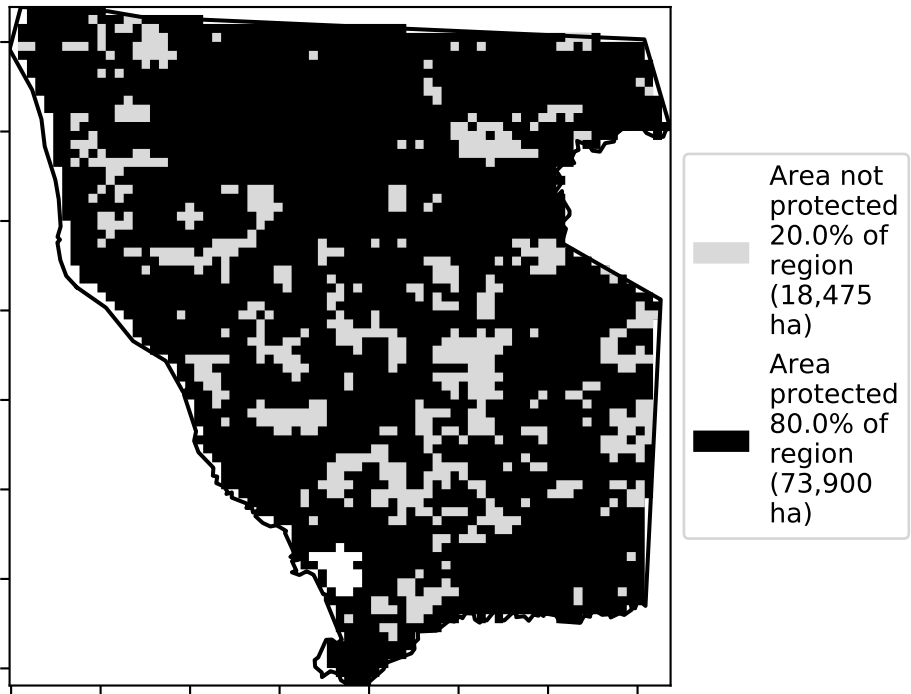 Area not
protected
20.0% of
region
(18,475
ha)
Area
protected
80.0% of
region
(73,900
ha)